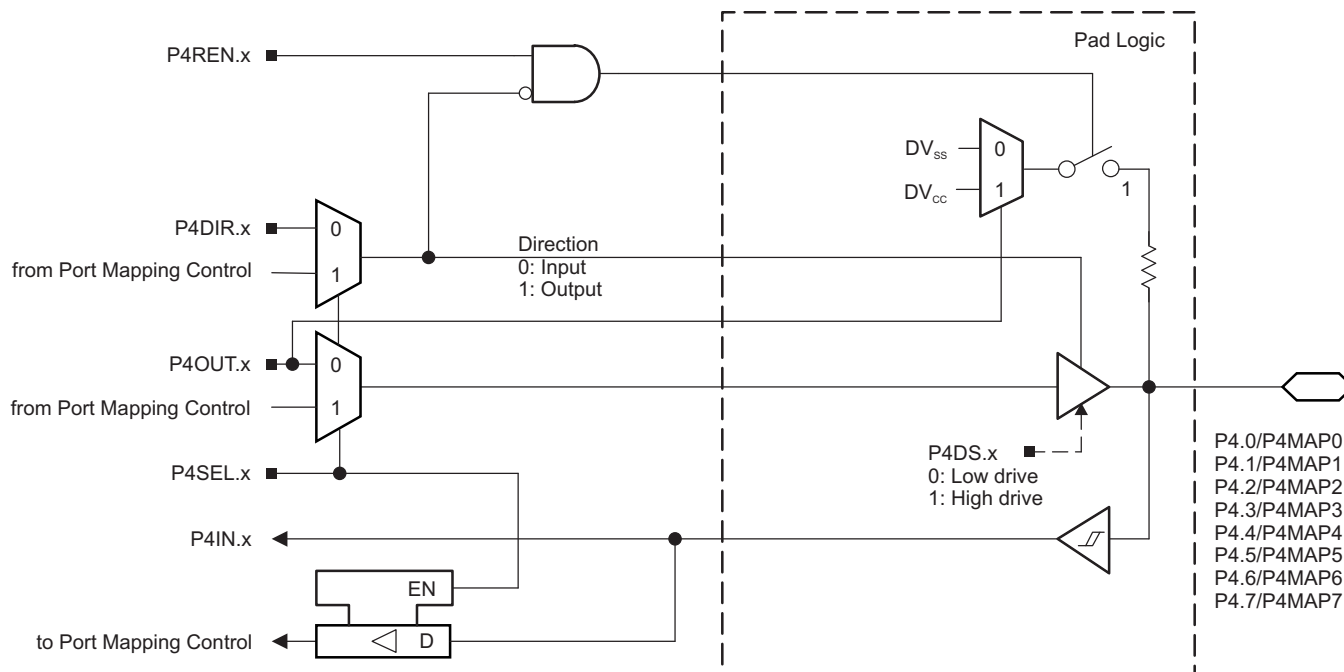 Pad Logic
P4REN.x
DVSS
0
DVCC
1
1
P4DIR.x
0
from Port Mapping Control
1
Direction
0: Input
1: Output
P4OUT.x
0
from Port Mapping Control
1
P4DS.x
0: Low drive
1: High drive
P4SEL.x
P4IN.x
EN
to Port Mapping Control
D
P4.0/P4MAP0
P4.1/P4MAP1
P4.2/P4MAP2
P4.3/P4MAP3
P4.4/P4MAP4
P4.5/P4MAP5
P4.6/P4MAP6
P4.7/P4MAP7